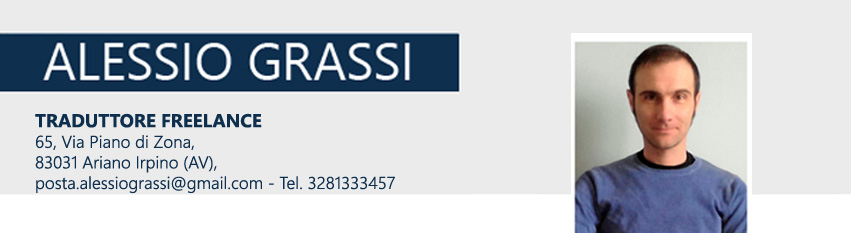 ALESSIO GRASSI
TRADUTTORE FREELANCE
65, Via Piano di Zona,
83031 Ariano Irpino (AV),
posta.alessiograssi@gmail.com - Tel. 3281333457